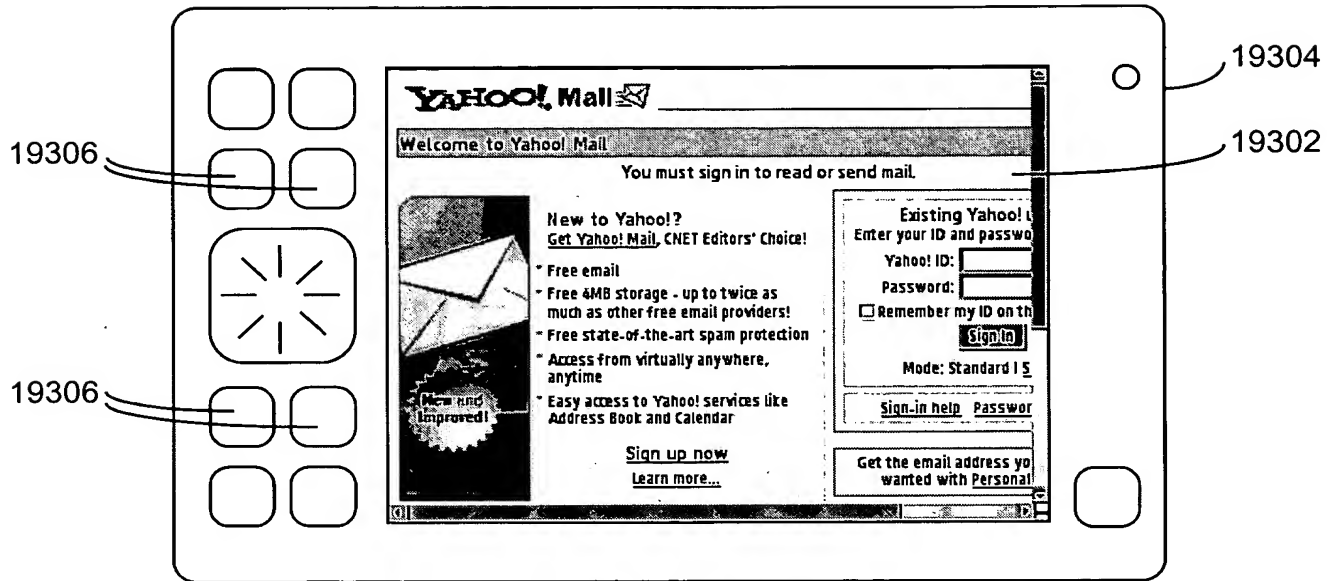 19304
19306
19302
19306
YAHOO! Mail
Welcome to Yahoo! Mail
You must sign in to read or send mail.
New to Yahoo!?
Get Yahoo! Mail, CNET Editors' Choice!
* Free email
* Free 4MB storage - up to twice as
much as other free email providers!
* Free state-of-the-art spam protection
* Access from virtually anywhere,
anytime
* Easy access to Yahoo! services like
Address Book and Calendar
New and
Improved!
Sign up now
Learn more...
Existing Yahoo! u
Enter your ID and passwo
Yahoo! ID:
Password:
Remember my ID on th
Sign In
Mode: Standard | S
Sign-in help Passwor
Get the email address yo
wanted with Personal